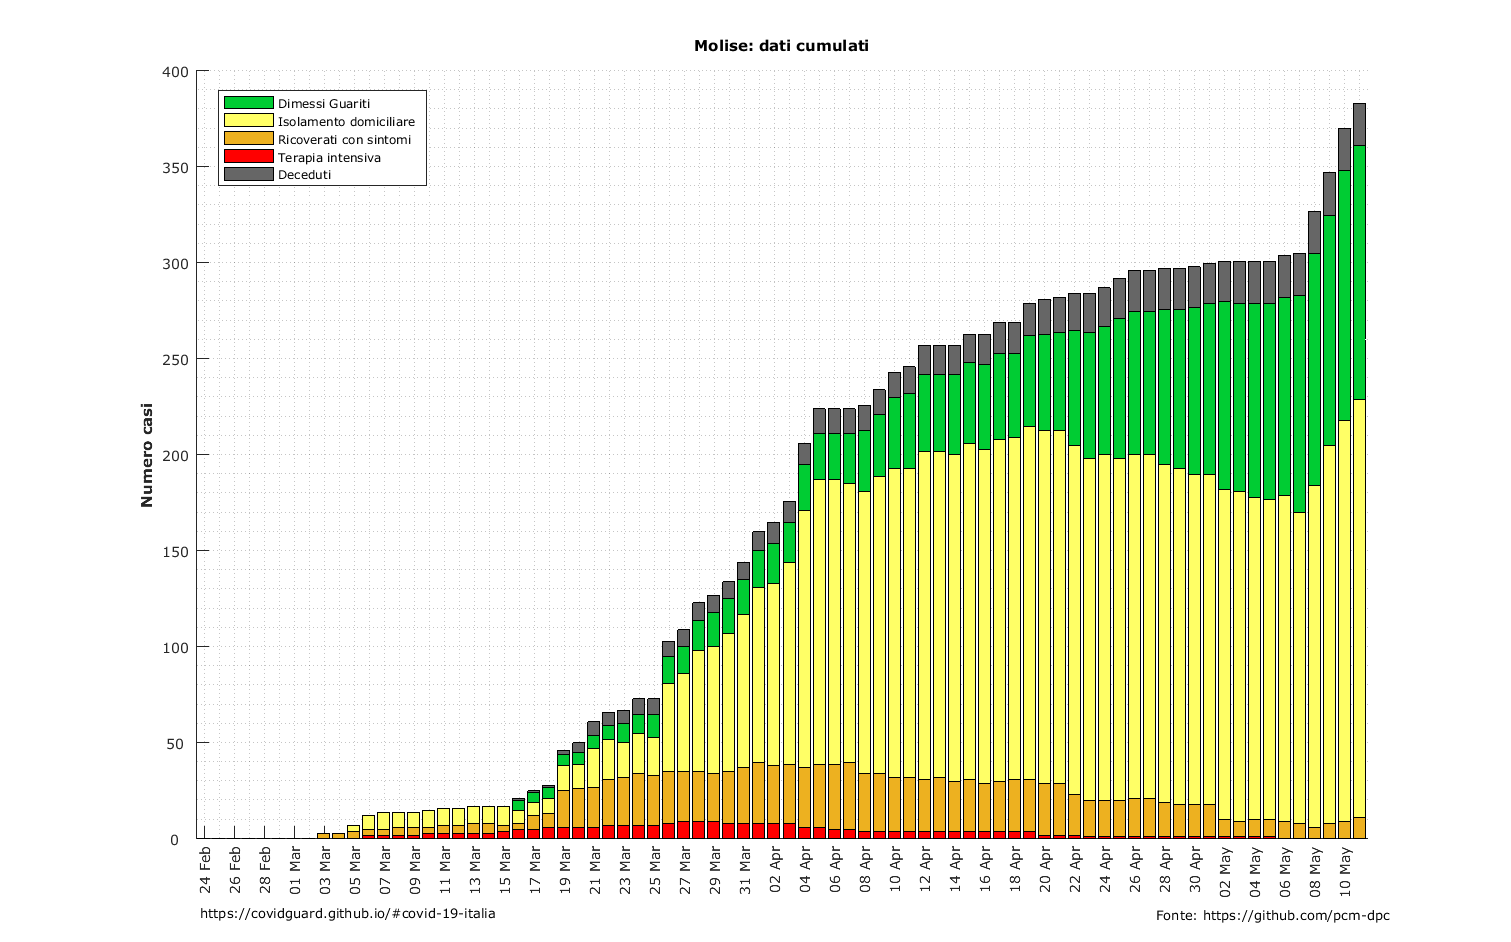 Molise: dati cumulati
400
350
300
250
200
150
100
50
0
Numero casi
Dimessi Guariti
Isolamento domiciliare
Ricoverati con sintomi
Terapia intensiva
Deceduti
24 Feb
26 Feb
28 Feb
01 Mar
03 Mar
05 Mar
07 Mar
09 Mar
11 Mar
13 Mar
15 Mar
17 Mar
19 Mar
21 Mar
23 Mar
25 Mar
27 Mar
29 Mar
31 Mar
02 Apr
04 Apr
06 Apr
08 Apr
10 Apr
12 Apr
14 Apr
16 Apr
18 Apr
20 Apr
22 Apr
24 Apr
26 Apr
28 Apr
30 Apr
02 May
04 May
06 May
08 May
10 May
https://covidguard.github.io/#covid-19-italia
Fonte: https://github.com/pcm-dpc